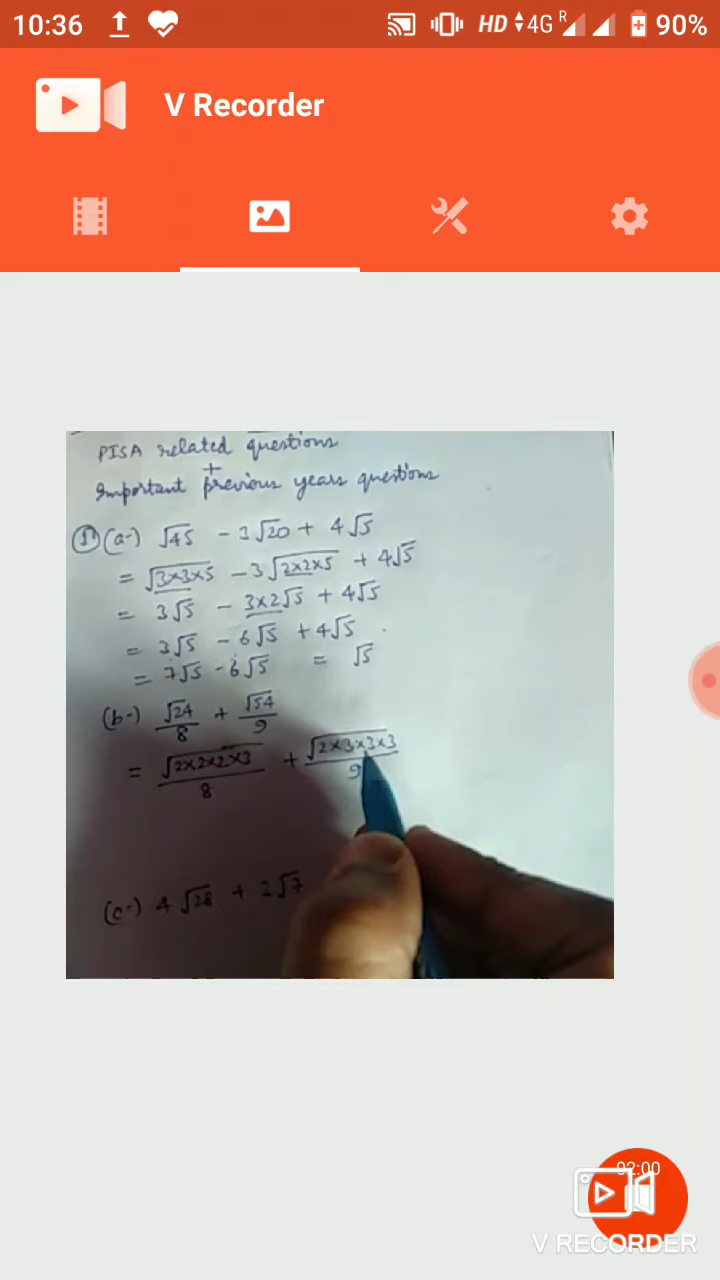 10:36 HD 4G R 90%
V Recorder
PISA related questions
+
Important previous years questions
① (a-) √45 - 3√20 + 4√5
= √3×3×5 - 3√2×2×5 + 4√5
= 3√5 - 3×2√5 + 4√5
= 3√5 - 6√5 + 4√5
= 7√5 - 6√5 = √5
(b-) √24/8 + √54/9
= √2×2×2×3/8 + √2×3×3×3/9
(c-) 4√28 + 2√7
02:00
V RECORDER